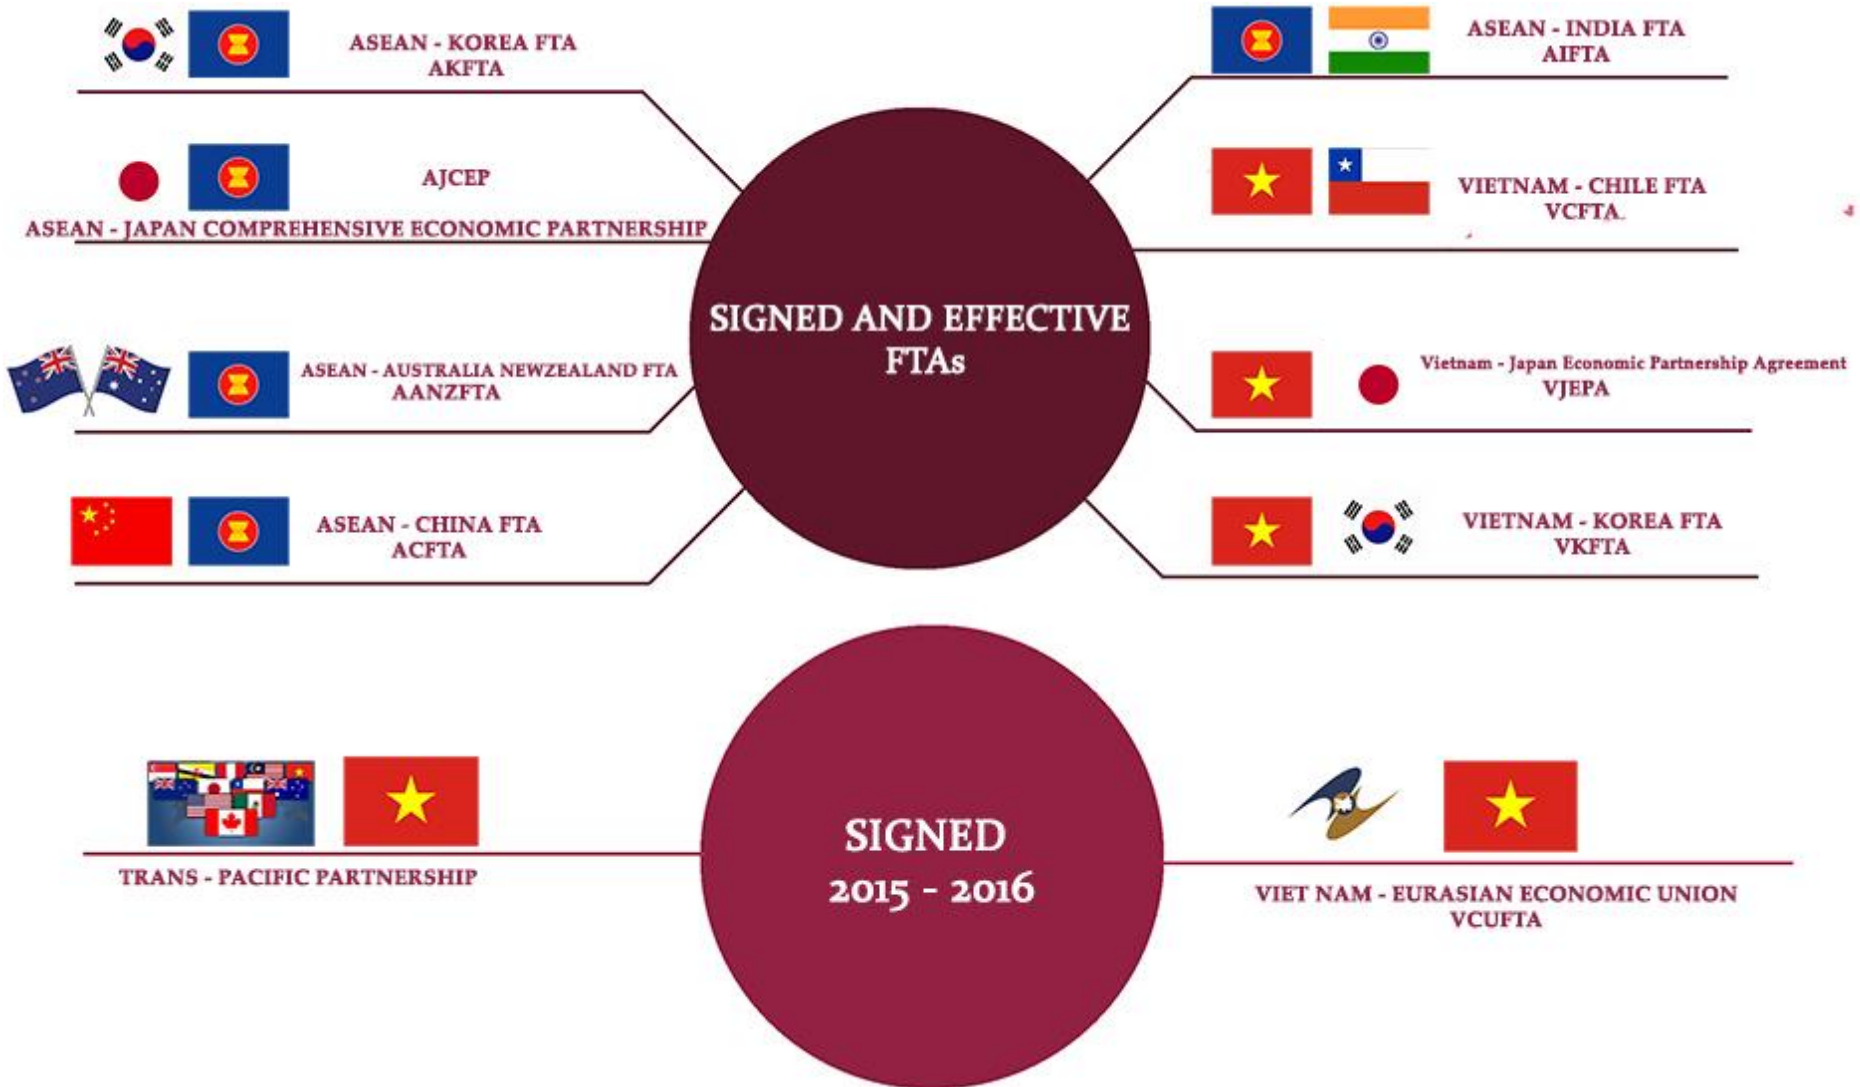 ASEAN - KOREA FTA
AKFTA
AJCEP
ASEAN - JAPAN COMPREHENSIVE ECONOMIC PARTNERSHIP
ASEAN - AUSTRALIA NEWZEALAND FTA
AANZFTA
ASEAN - CHINA FTA
ACFTA
SIGNED AND EFFECTIVE
FTAs
ASEAN - INDIA FTA
AIFTA
VIETNAM - CHILE FTA
VCFTA
Vietnam - Japan Economic Partnership Agreement
VJEPA
VIETNAM - KOREA FTA
VKFTA
TRANS - PACIFIC PARTNERSHIP
SIGNED
2015 - 2016
VIET NAM - EURASIAN ECONOMIC UNION
VCUFTA